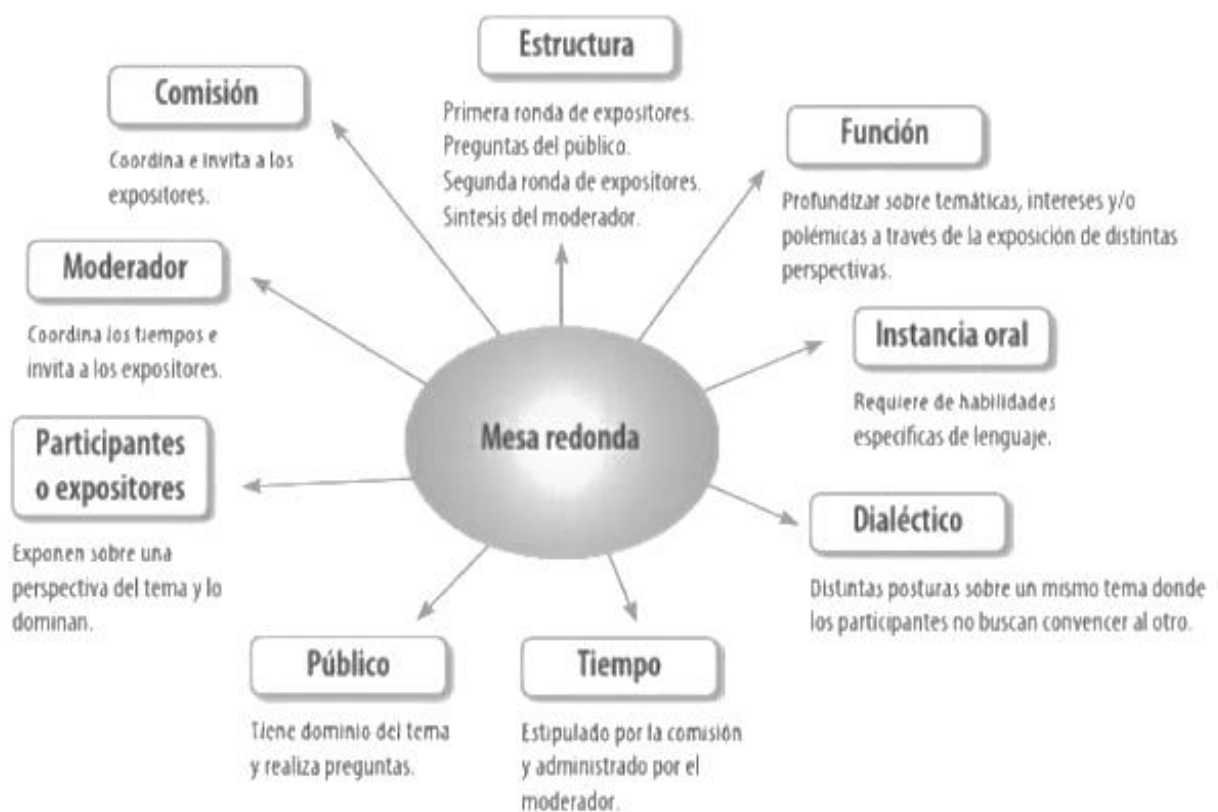 Estructura
Primera ronda de expositores.
Preguntas del público.
Segunda ronda de expositores.
Síntesis del moderador.
Comisión
Coordina e invita a los
expositores.
Función
Profundizar sobre temáticas, intereses y/o
polémicas a través de la exposición de distintas
perspectivas.
Moderador
Coordina los tiempos e
invita a los expositores.
Instancia oral
Requiere de habilidades
específicas de lenguaje.
Mesa redonda
Participantes
o expositores
Exponen sobre una
perspectiva del tema y lo
dominan.
Dialéctico
Distintas posturas sobre un mismo tema donde
los participantes no buscan convencer al otro.
Público
Tiene dominio del tema
y realiza preguntas.
Tiempo
Estipulado por la comisión
y administrado por el
moderador.